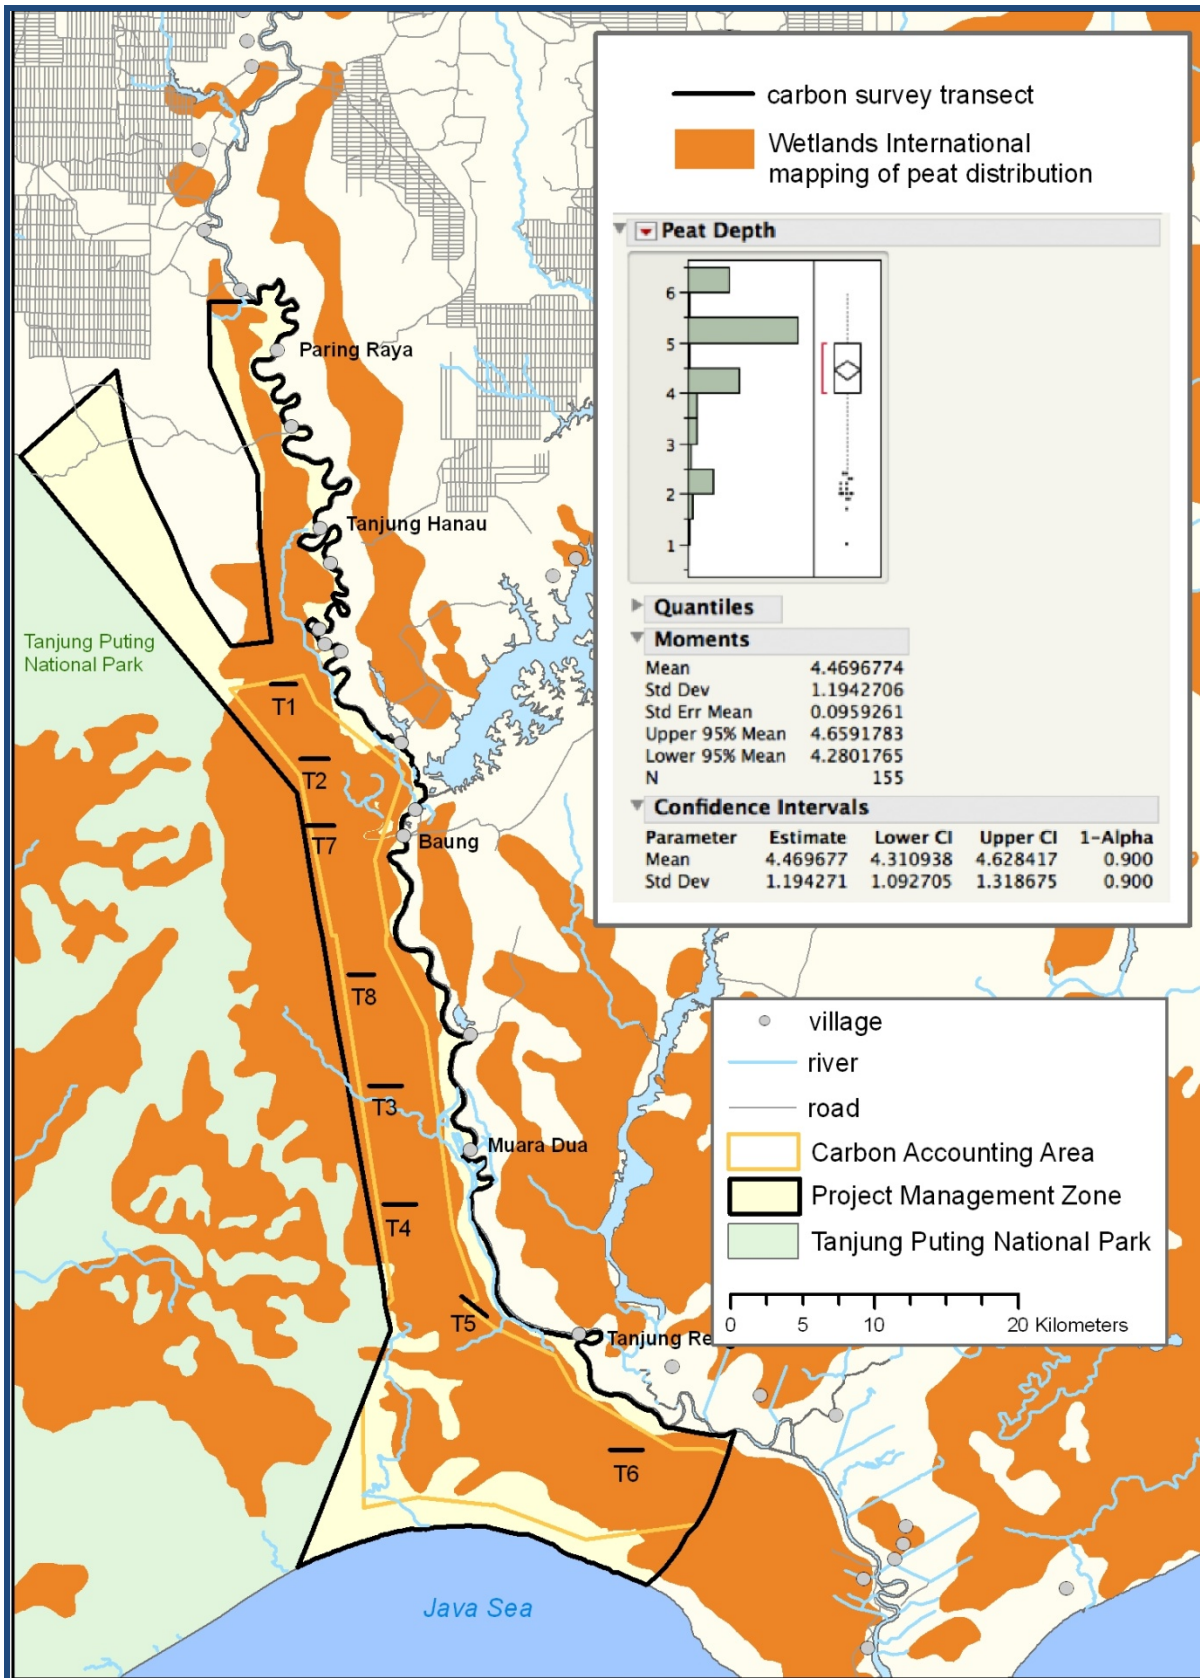 carbon survey transect
Wetlands International
mapping of peat distribution
Peat Depth
6
5
4
3
2
1
Quantiles
Moments
Mean 4.4696774
Std Dev 1.1942706
Std Err Mean 0.0959261
Upper 95% Mean 4.6591783
Lower 95% Mean 4.2801765
N 155
Confidence Intervals
Parameter Estimate Lower CI Upper CI 1-Alpha
Mean 4.469677 4.310938 4.628417 0.900
Std Dev 1.194271 1.092705 1.318675 0.900
Paring Raya
Tanjung Hanau
Tanjung Puting
National Park
T1
T2
T7
Baung
T8
T3
Muara Dua
T4
T5
Tanjung Re
T6
Java Sea
village
river
road
Carbon Accounting Area
Project Management Zone
Tanjung Puting National Park
0 5 10 20 Kilometers